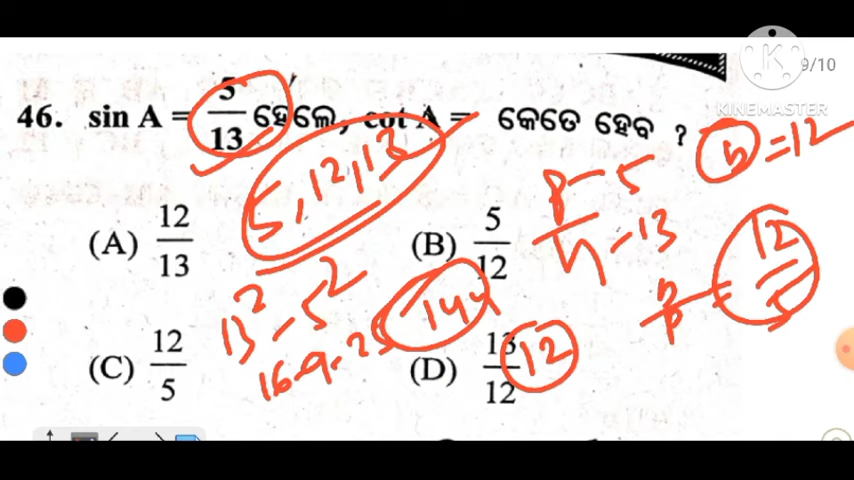 9/10
KINEMASTER
46. sin A = 5/13 ହେଲେ, cot A = କେତେ ହେବ ?
b = 12
5, 12, 13
p - 5
h - 13
(A) 12/13
(B) 5/12
b/p = 12/5
13² - 5²
169 - 25
144
12
(C) 12/5
(D) 13/12